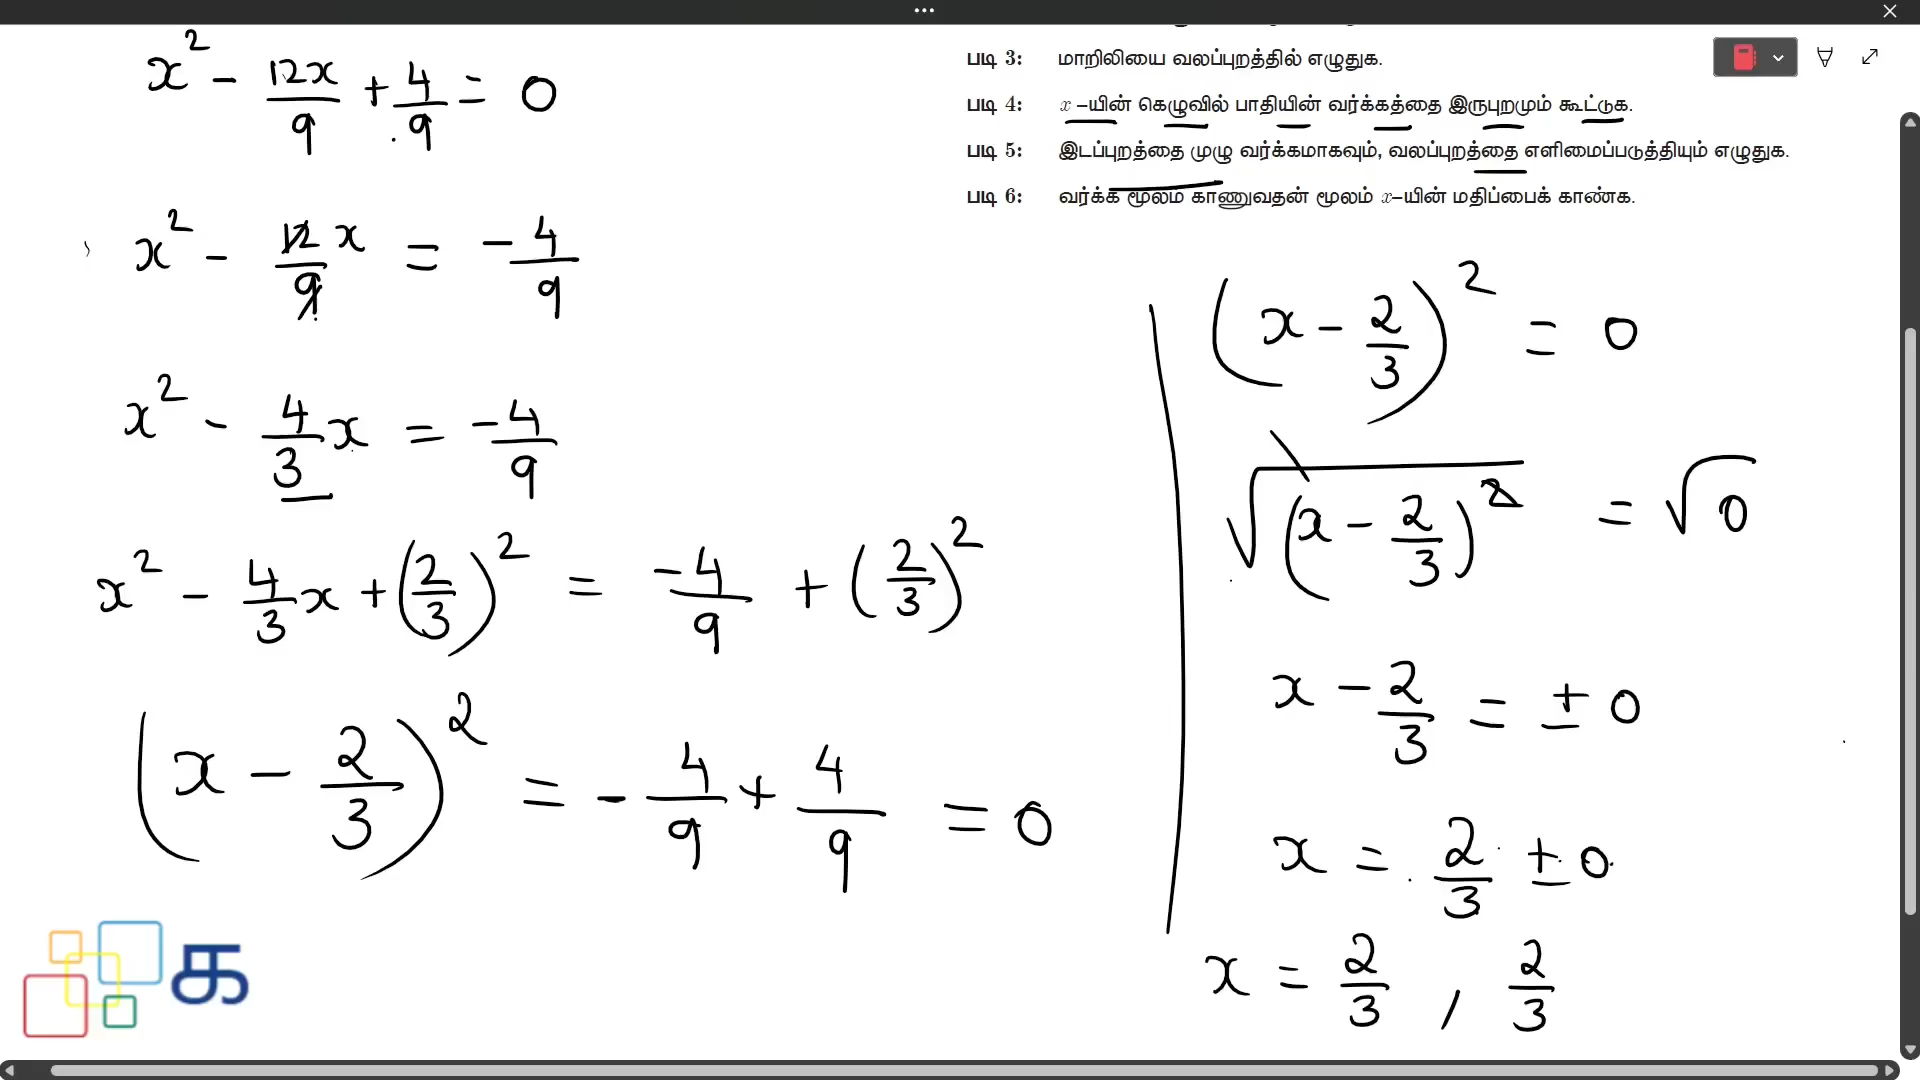 படி 3: மாறிலியை வலப்புறத்தில் எழுதுக.
படி 4: x –யின் கெழுவில் பாதியின் வர்க்கத்தை இருபுறமும் கூட்டுக.
படி 5: இடப்புறத்தை முழு வர்க்கமாகவும், வலப்புறத்தை எளிமைப்படுத்தியும் எழுதுக.
படி 6: வர்க்க மூலம் காணுவதன் மூலம் x–யின் மதிப்பைக் காண்க.
x² - 12x/9 + 4/9 = 0
x² - 12/9 x = -4/9
x² - 4/3 x = -4/9
x² - 4/3 x + (2/3)² = -4/9 + (2/3)²
(x - 2/3)² = -4/9 + 4/9 = 0
(x - 2/3)² = 0
√(x - 2/3)² = √0
x - 2/3 = ± 0
x = 2/3 ± 0
x = 2/3 , 2/3
க